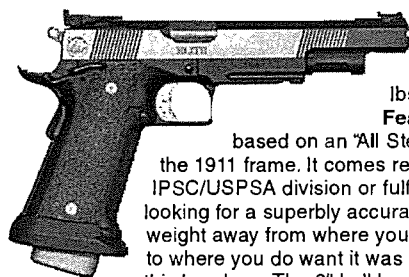 lbs
Fea
based on an "All Ste
the 1911 frame. It comes re
IPSC/USPSA division or fulf
looking for a superbly accura
weight away from where you
to where you do want it was